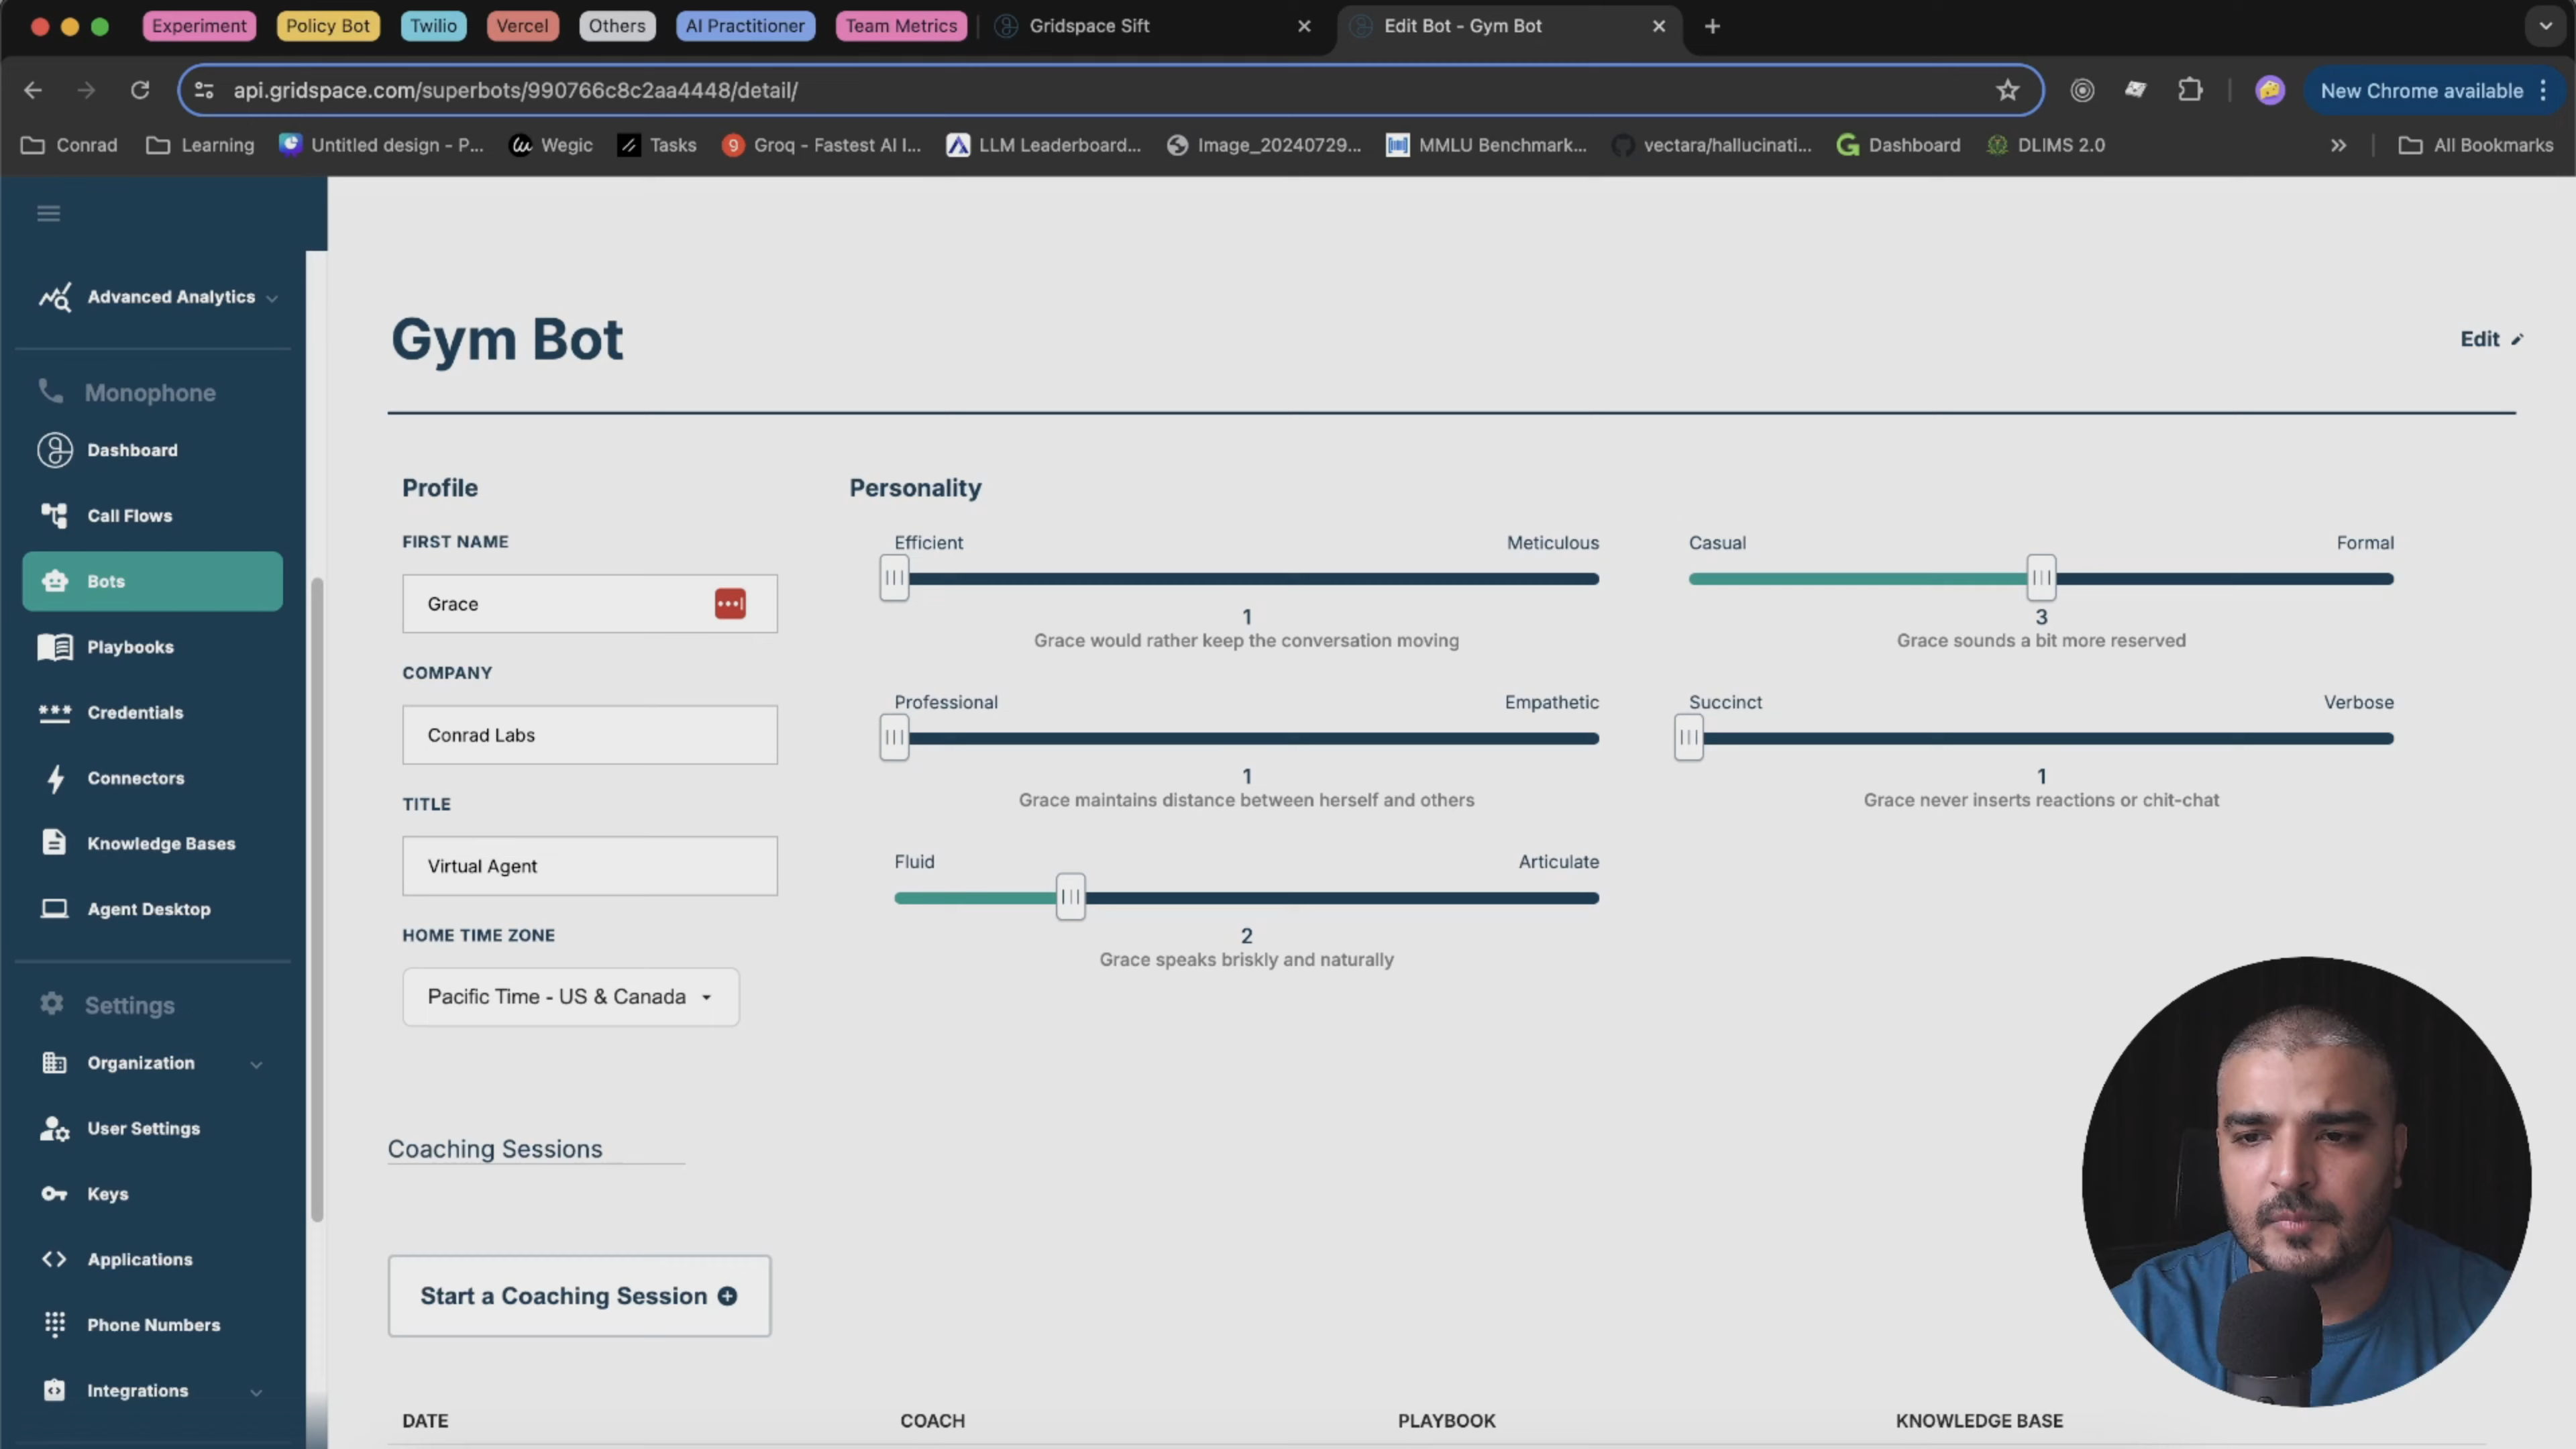 Experiment Policy Bot Twilio Vercel Others AI Practitioner Team Metrics Gridspace Sift Edit Bot - Gym Bot
api.gridspace.com/superbots/990766c8c2aa4448/detail/ New Chrome available
Conrad Learning Untitled design - P... Wegic Tasks Groq - Fastest AI I... LLM Leaderboard... Image_20240729... MMLU Benchmark... vectara/hallucinati... Dashboard DLIMS 2.0 All Bookmarks
Advanced Analytics
Monophone
Dashboard
Call Flows
Bots
Playbooks
Credentials
Connectors
Knowledge Bases
Agent Desktop
Settings
Organization
User Settings
Keys
Applications
Phone Numbers
Integrations
Gym Bot
Edit
Profile
FIRST NAME
Grace
COMPANY
Conrad Labs
TITLE
Virtual Agent
HOME TIME ZONE
Pacific Time - US & Canada
Personality
Efficient Meticulous
1
Grace would rather keep the conversation moving
Casual Formal
3
Grace sounds a bit more reserved
Professional Empathetic
1
Grace maintains distance between herself and others
Succinct Verbose
1
Grace never inserts reactions or chit-chat
Fluid Articulate
2
Grace speaks briskly and naturally
Coaching Sessions
Start a Coaching Session
DATE COACH PLAYBOOK KNOWLEDGE BASE